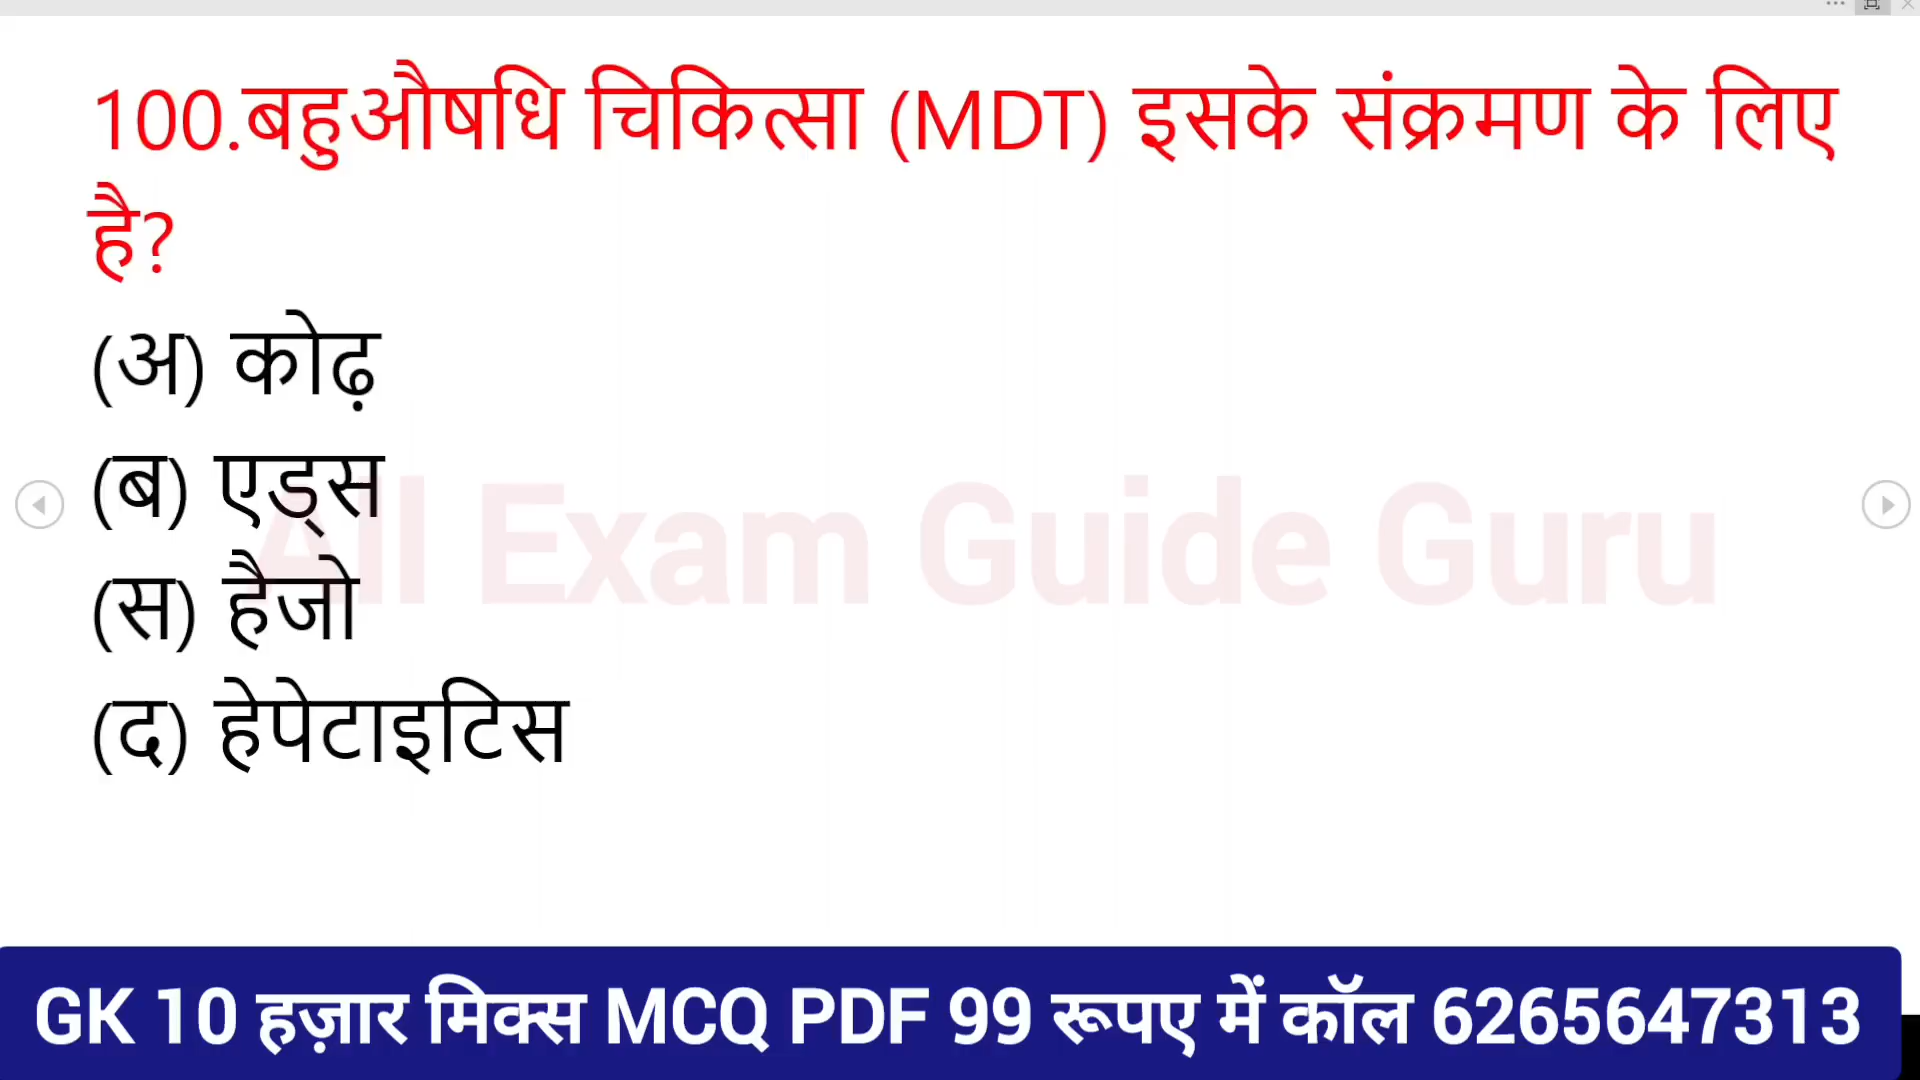 100.बहुऔषधि चिकित्सा (MDT) इसके संक्रमण के लिए
है?
(अ) कोढ़
(ब) एड्स
(स) हैजो
(द) हेपेटाइटिस
All Exam Guide Guru
GK 10 हज़ार मिक्स MCQ PDF 99 रूपए में कॉल 6265647313